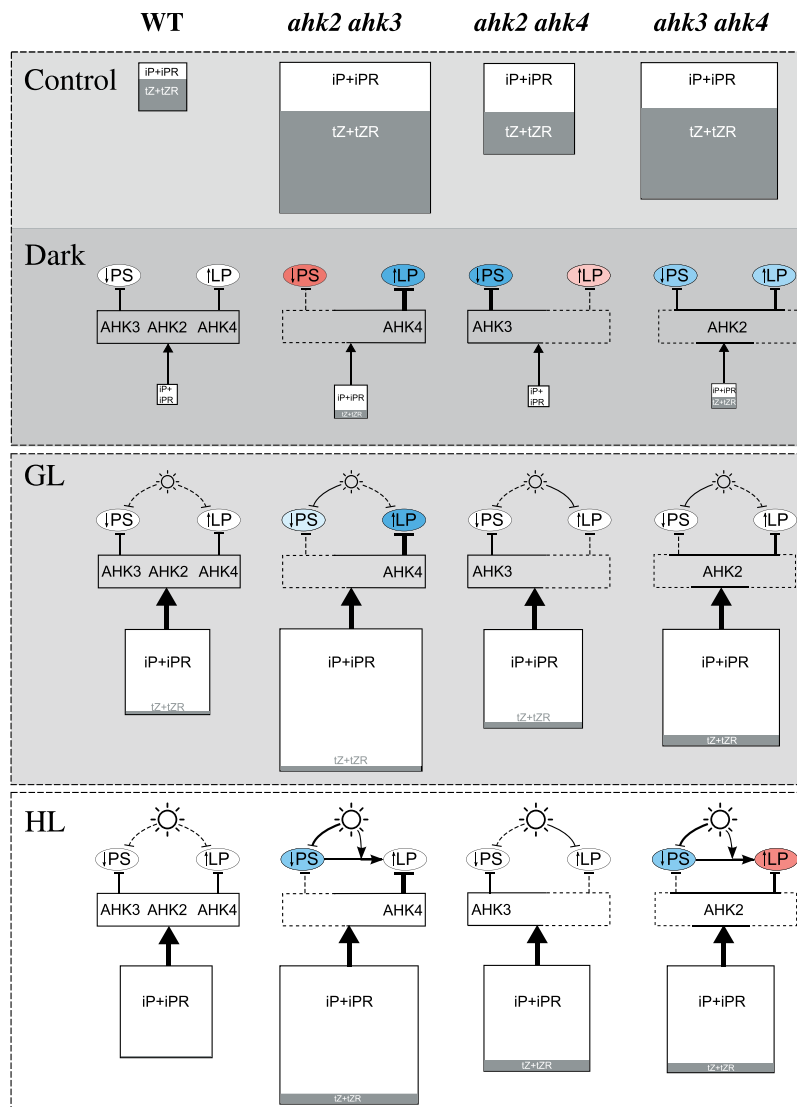 WT ahk2 ahk3 ahk2 ahk4 ahk3 ahk4
Control
iP+iPR iP+iPR iP+iPR iP+iPR
tZ+tZR tZ+tZR tZ+tZR tZ+tZR
Dark
↓PS ↑LP ↓PS ↑LP ↓PS ↑LP ↓PS ↑LP
AHK3 AHK2 AHK4 AHK4 AHK3 AHK2
iP+ iP+iPR iP+ iP+iPR
iPR tZ+tZR iPR tZ+tZR
GL
↓PS ↑LP ↓PS ↑LP ↓PS ↑LP ↓PS ↑LP
AHK3 AHK2 AHK4 AHK4 AHK3 AHK2
iP+iPR iP+iPR iP+iPR iP+iPR
tZ+tZR tZ+tZR tZ+tZR tZ+tZR
HL
↓PS ↑LP ↓PS ↑LP ↓PS ↑LP ↓PS ↑LP
AHK3 AHK2 AHK4 AHK4 AHK3 AHK2
iP+iPR iP+iPR iP+iPR iP+iPR
tZ+tZR tZ+tZR tZ+tZR